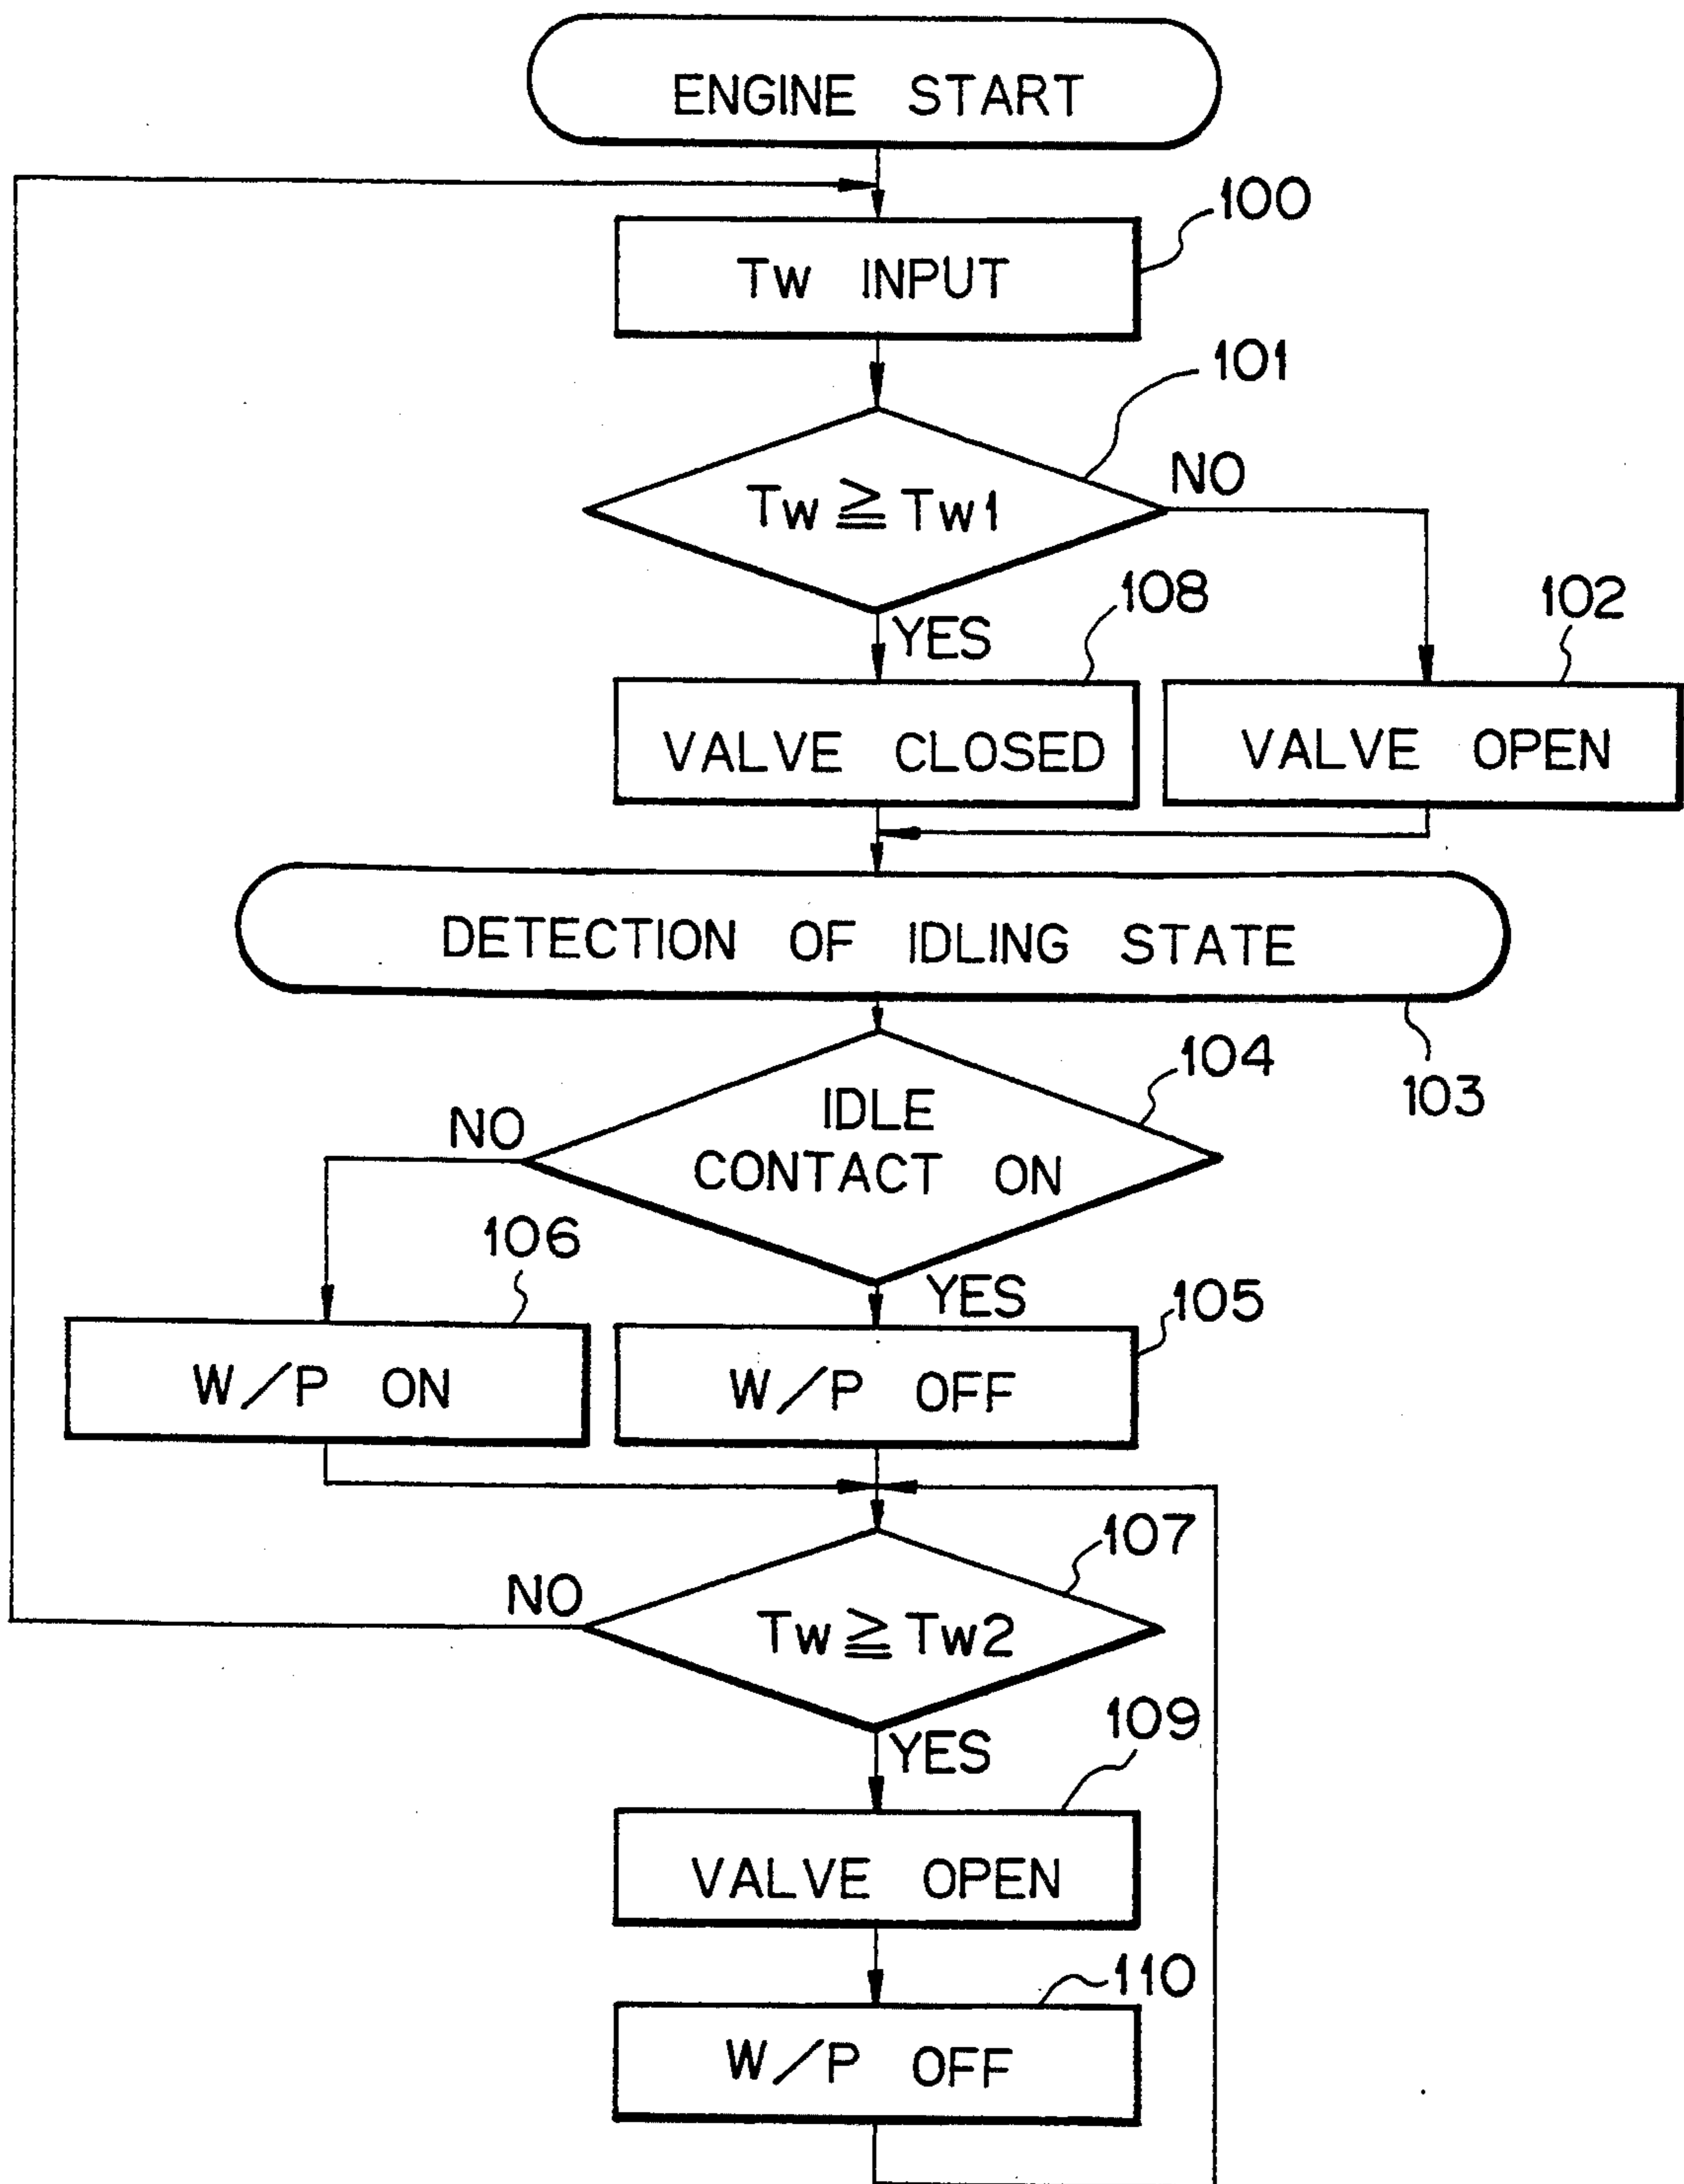 ENGINE START
100
Tw INPUT
101
Tw ≧ Tw1
NO
YES
108
102
VALVE CLOSED
VALVE OPEN
DETECTION OF IDLING STATE
103
104
IDLE
CONTACT ON
NO
YES
106
105
W/P ON
W/P OFF
107
Tw ≧ Tw2
NO
YES
109
VALVE OPEN
110
W/P OFF